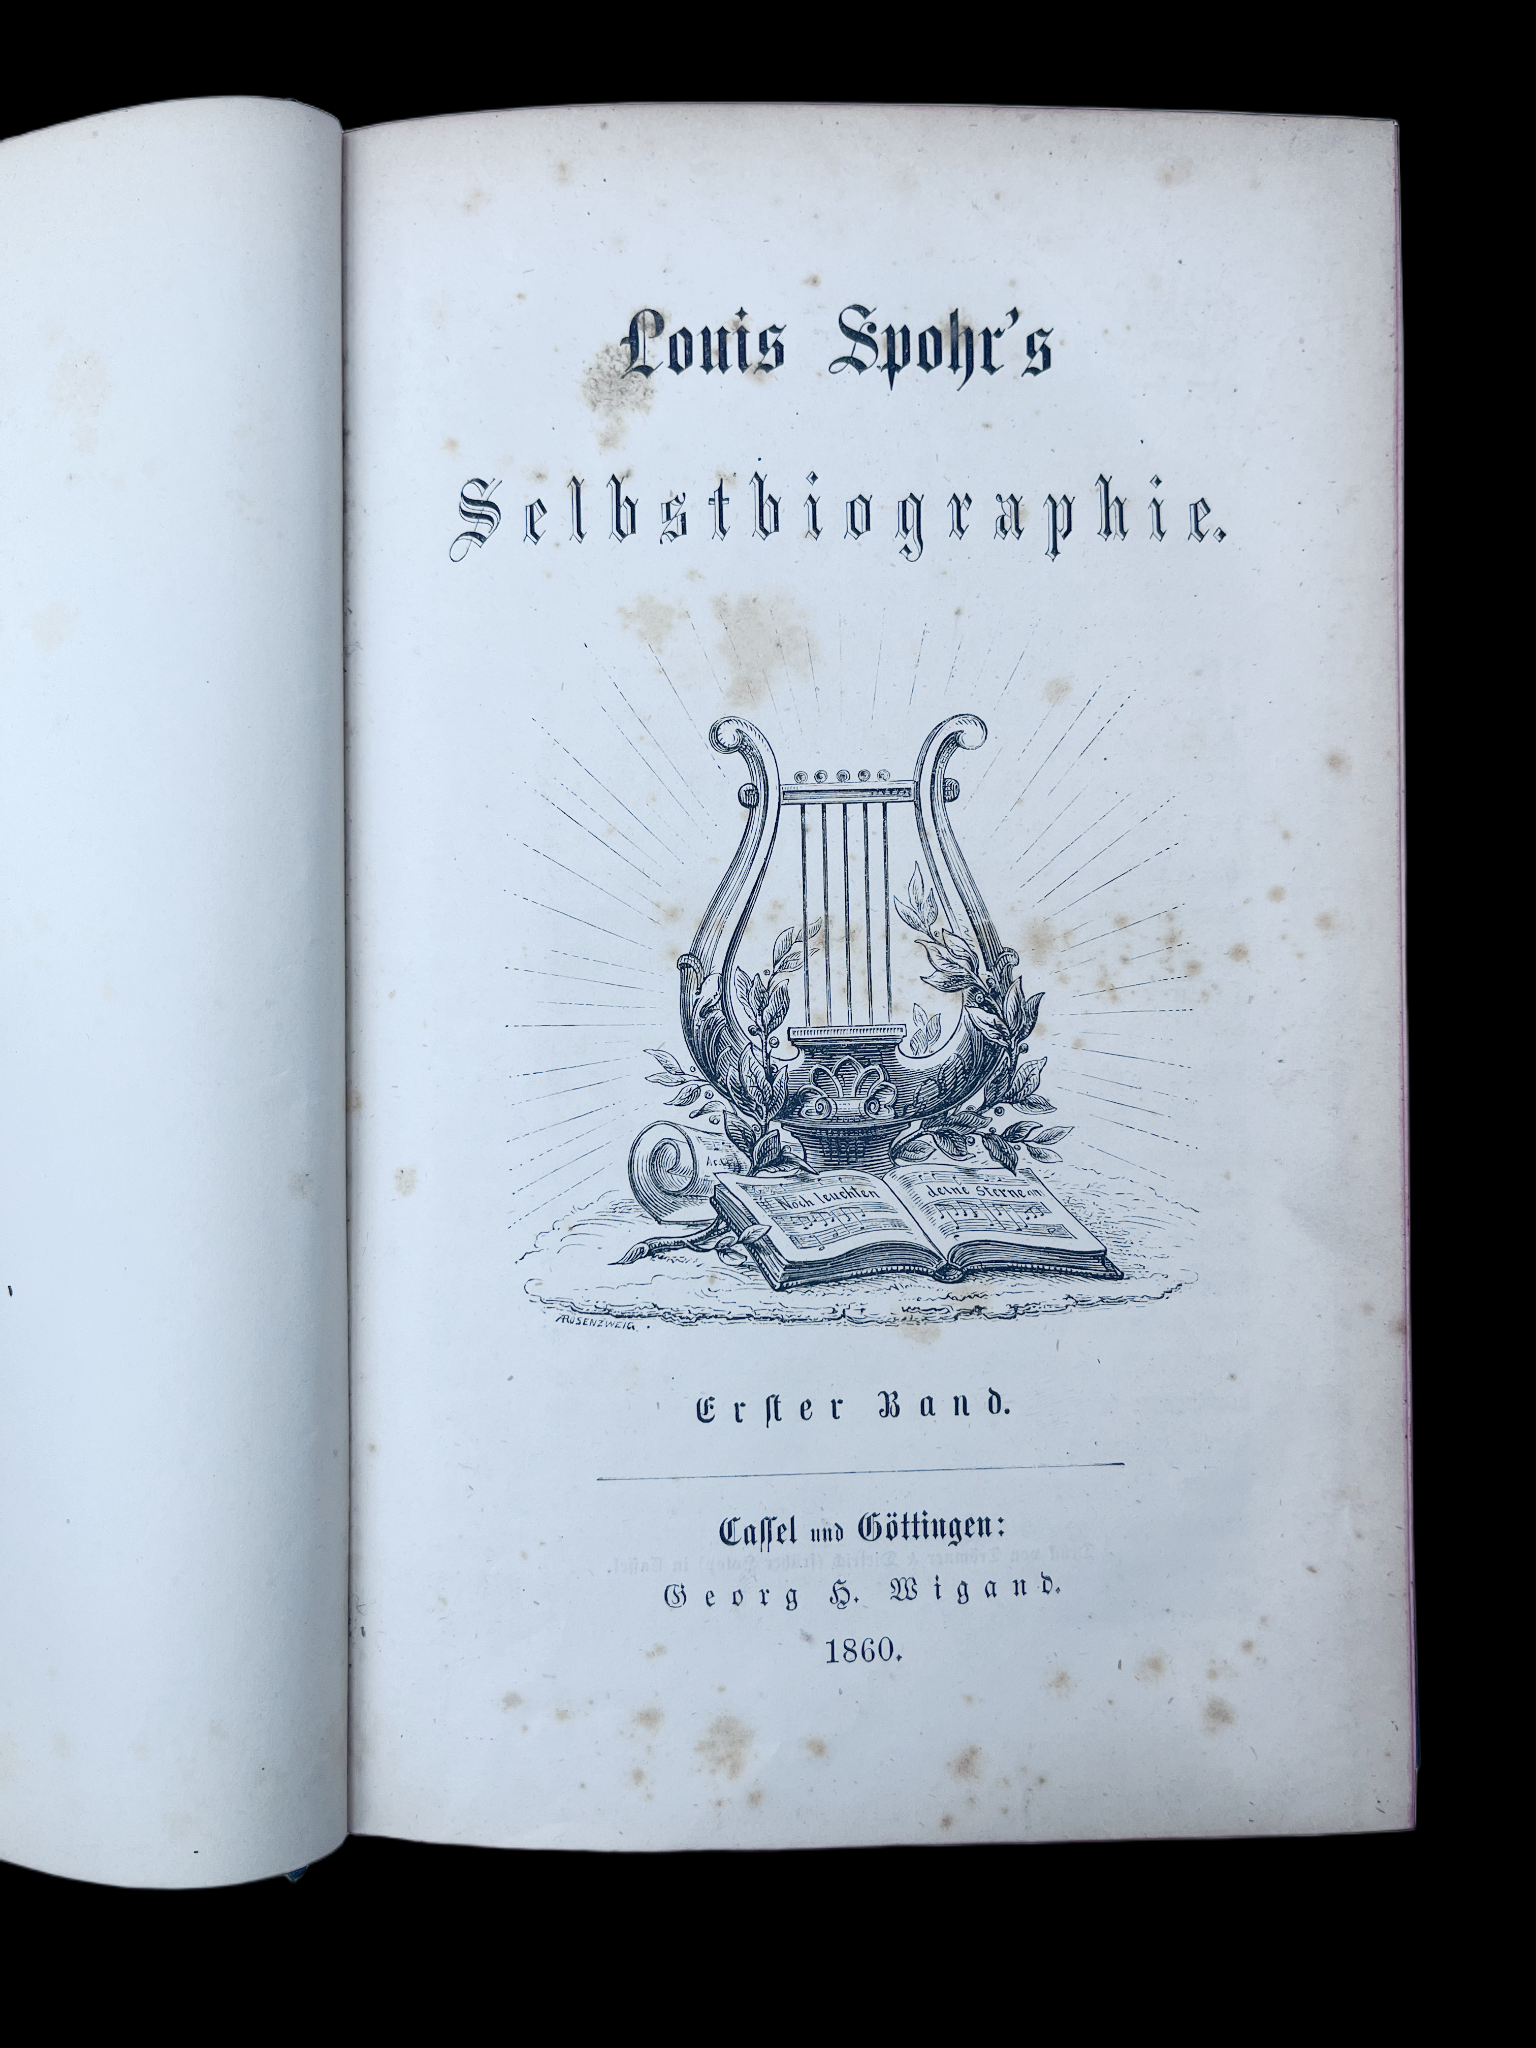 Louis Spohr's
Selbstbiographie.
Noch leuchten deine Sterne
ROSENZWEIG.
Erster Band.
Cassel und Göttingen:
Georg H. Wigand.
1860.